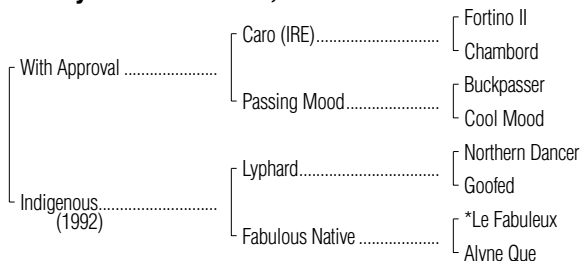 Fortino II
Caro (IRE)
Chambord
With Approval
Buckpasser
Passing Mood
Cool Mood
Northern Dancer
Lyphard
Goofed
Indigenous
(1992)
*Le Fabuleux
Fabulous Native
Alyne Que